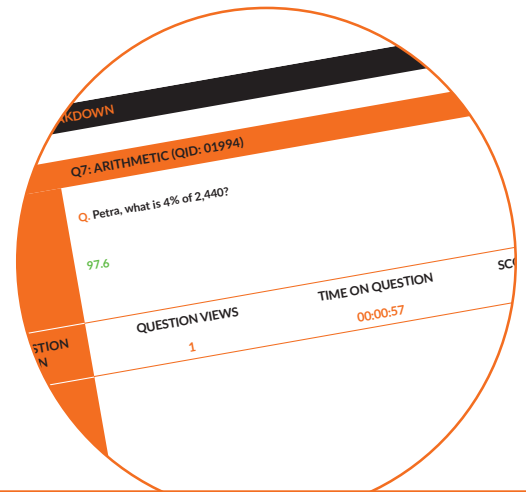 KDOWN
Q7: ARITHMETIC (QID: 01994)
Q. Petra, what is 4% of 2,440?
97.6
STION
N
QUESTION VIEWS
1
TIME ON QUESTION
00:00:57
SC